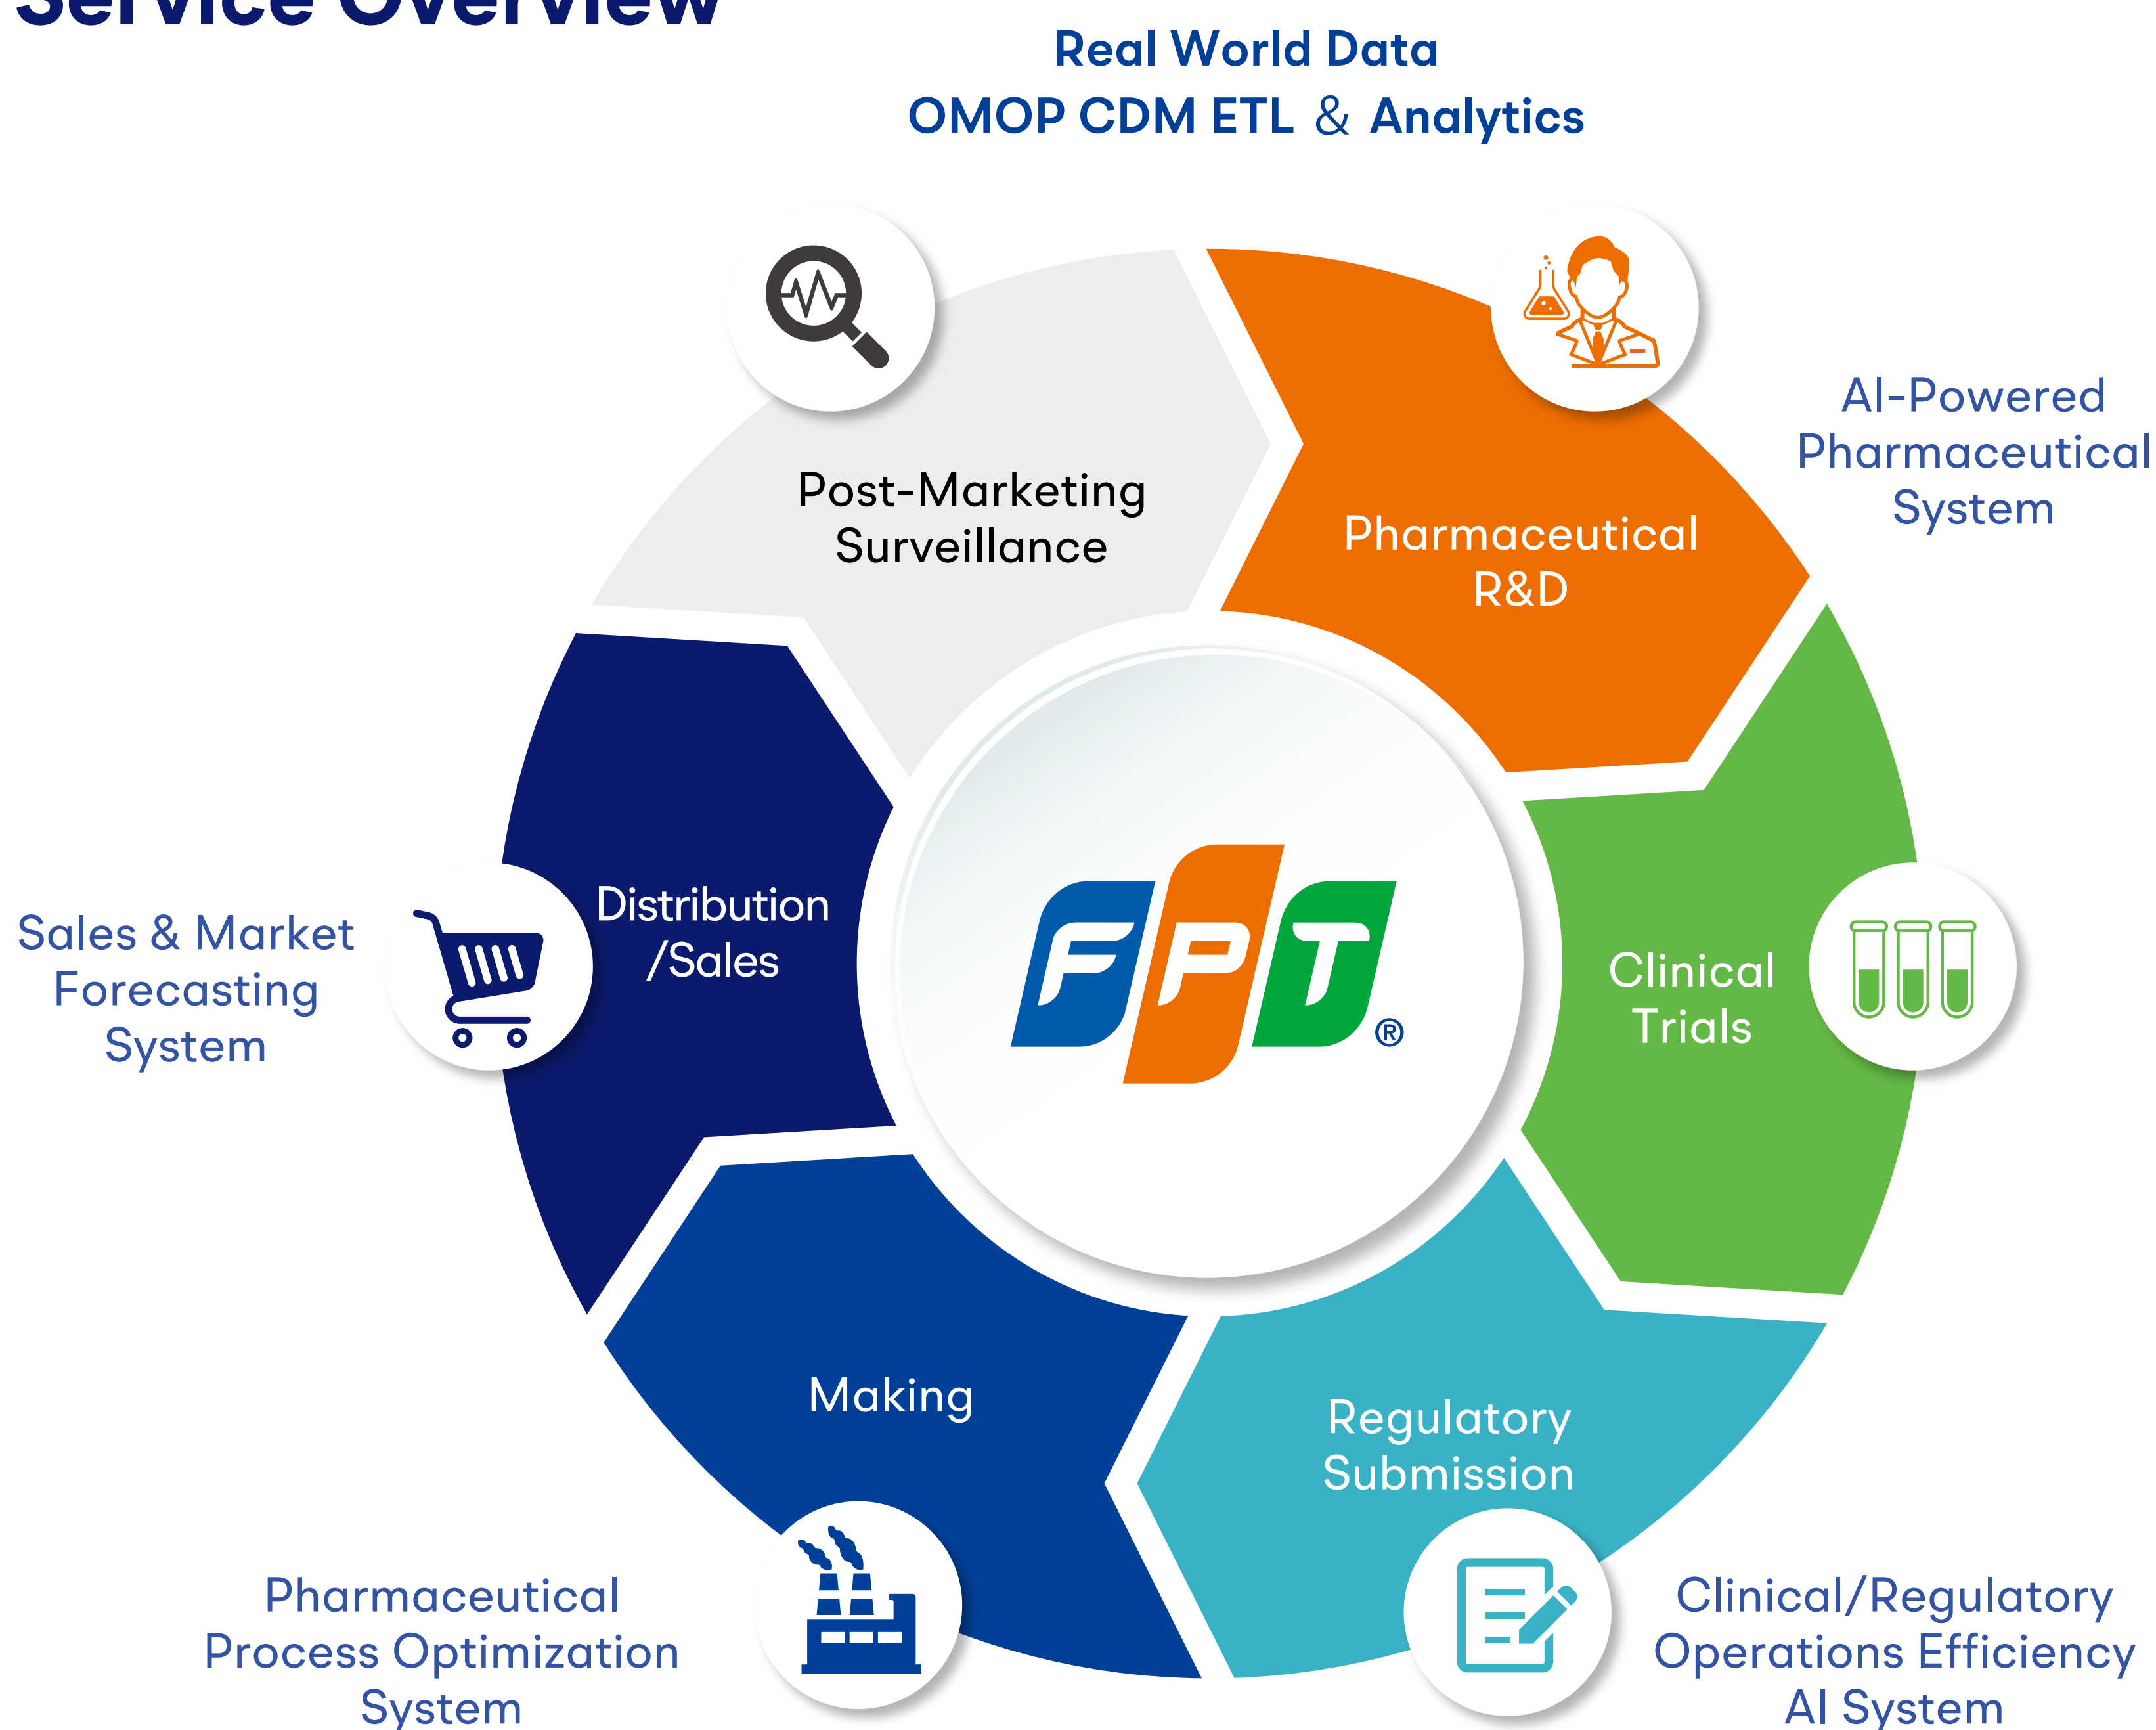 Service Overview
Real World Data
OMOP CDM ETL & Analytics
Post-Marketing
Surveillance
Pharmaceutical
R&D
AI-Powered
Pharmaceutical
System
Distribution
/Sales
Sales & Market
Forecasting
System
FPT®
Clinical
Trials
Making
Regulatory
Submission
Pharmaceutical
Process Optimization
System
Clinical/Regulatory
Operations Efficiency
AI System